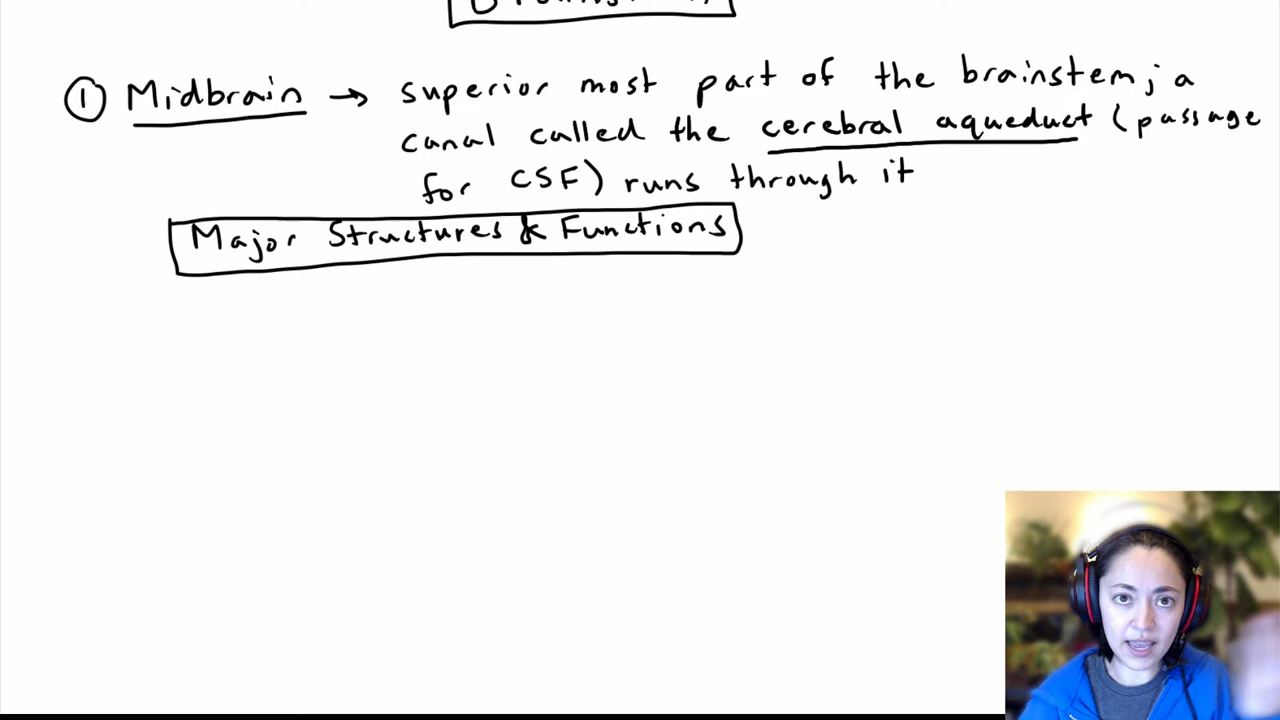 ① Midbrain → superior most part of the brainstem; a
canal called the cerebral aqueduct (passage
for CSF) runs through it
Major Structures & Functions